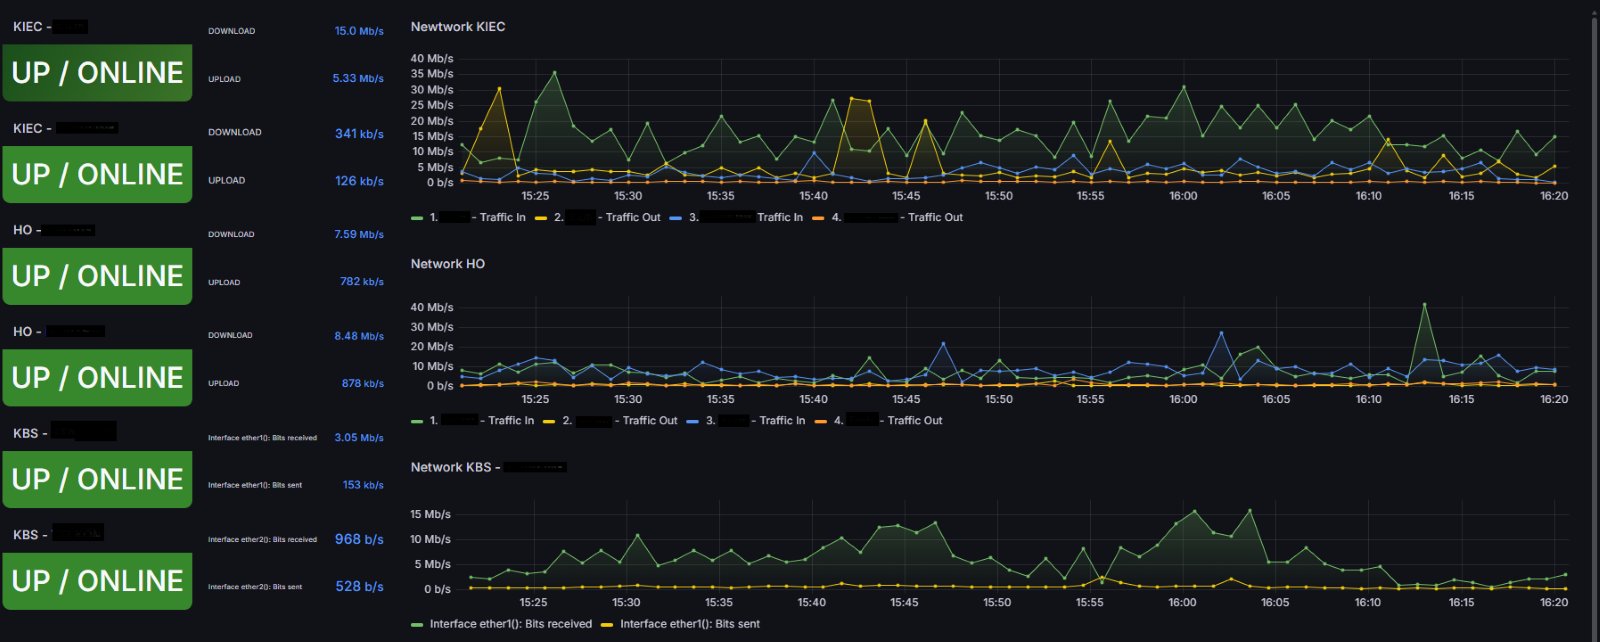 KIEC -
UP / ONLINE
DOWNLOAD 15.0 Mb/s
UPLOAD 5.33 Mb/s
KIEC -
UP / ONLINE
DOWNLOAD 341 kb/s
UPLOAD 126 kb/s
HO -
UP / ONLINE
DOWNLOAD 7.59 Mb/s
UPLOAD 782 kb/s
HO -
UP / ONLINE
DOWNLOAD 8.48 Mb/s
UPLOAD 878 kb/s
KBS -
UP / ONLINE
Interface ether1(): Bits received 3.05 Mb/s
Interface ether1(): Bits sent 153 kb/s
KBS -
UP / ONLINE
Interface ether2(): Bits received 968 b/s
Interface ether2(): Bits sent 528 b/s
Newtwork KIEC
40 Mb/s
35 Mb/s
30 Mb/s
25 Mb/s
20 Mb/s
15 Mb/s
10 Mb/s
5 Mb/s
0 b/s
15:25 15:30 15:35 15:40 15:45 15:50 15:55 16:00 16:05 16:10 16:15 16:20
1. - Traffic In 2. - Traffic Out 3. Traffic In 4. - Traffic Out
Network HO
40 Mb/s
30 Mb/s
20 Mb/s
10 Mb/s
0 b/s
15:25 15:30 15:35 15:40 15:45 15:50 15:55 16:00 16:05 16:10 16:15 16:20
1. - Traffic In 2. - Traffic Out 3. - Traffic In 4. - Traffic Out
Network KBS -
15 Mb/s
10 Mb/s
5 Mb/s
0 b/s
15:25 15:30 15:35 15:40 15:45 15:50 15:55 16:00 16:05 16:10 16:15 16:20
Interface ether1(): Bits received Interface ether1(): Bits sent